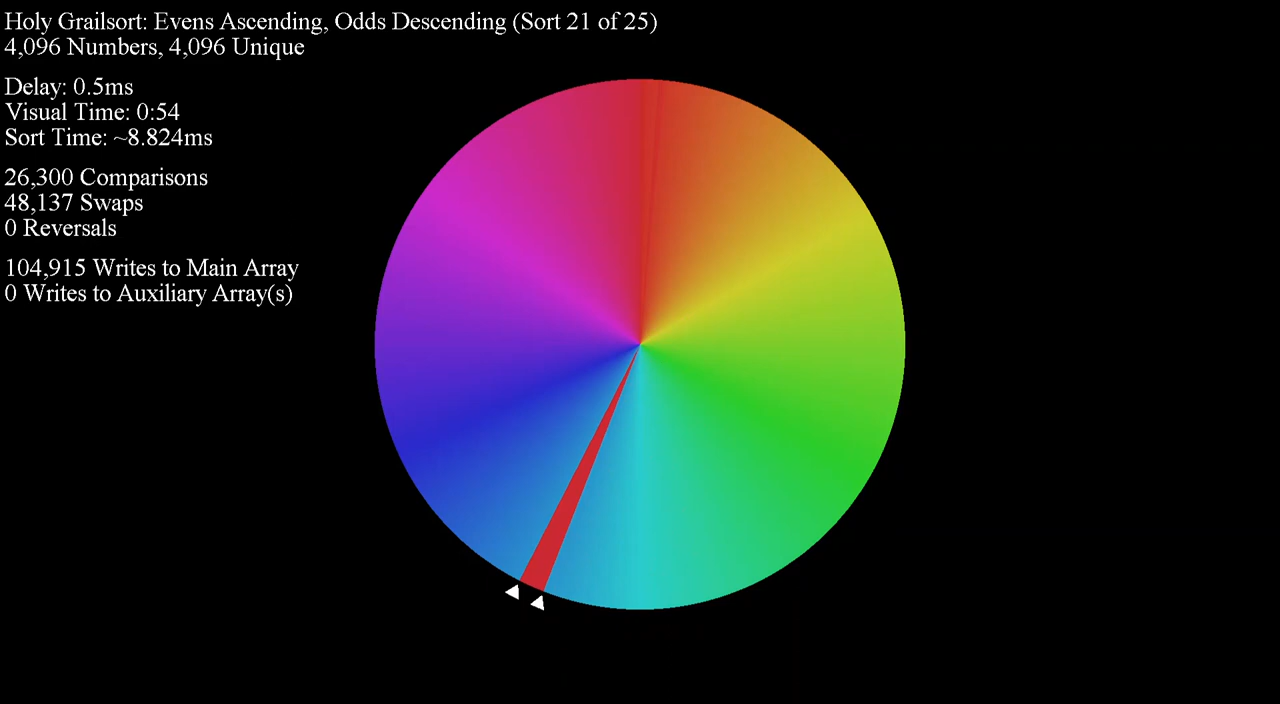 Holy Grailsort: Evens Ascending, Odds Descending (Sort 21 of 25)
4,096 Numbers, 4,096 Unique
Delay: 0.5ms
Visual Time: 0:54
Sort Time: ~8.824ms
26,300 Comparisons
48,137 Swaps
0 Reversals
104,915 Writes to Main Array
0 Writes to Auxiliary Array(s)